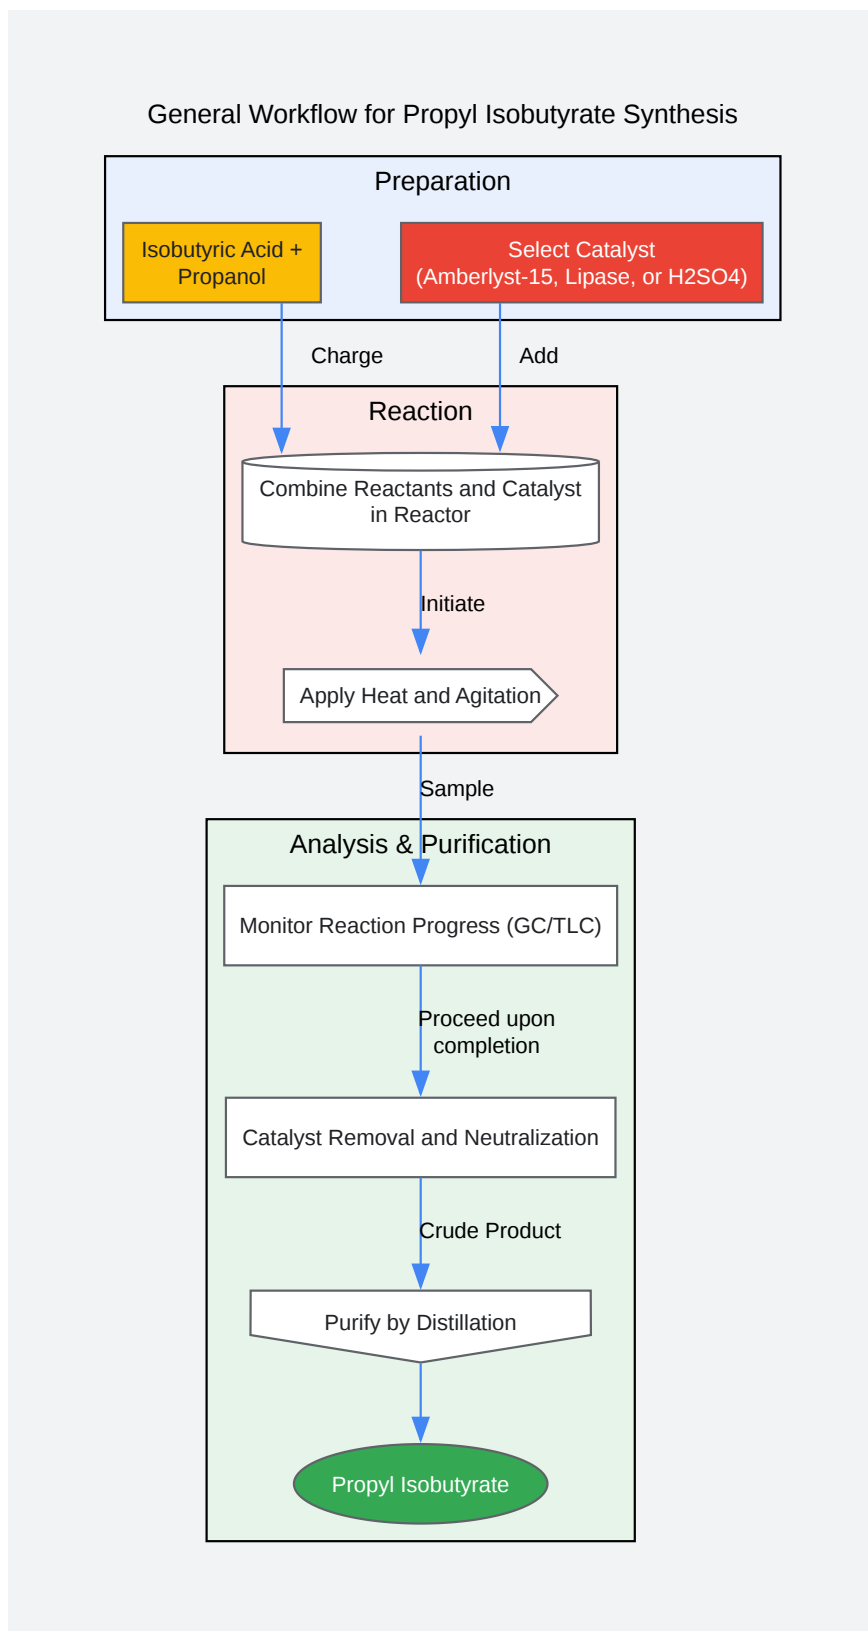 General Workflow for Propyl Isobutyrate Synthesis
Preparation
Isobutyric Acid +
Propanol
Select Catalyst
(Amberlyst-15, Lipase, or H2SO4)
Charge
Add
Reaction
Combine Reactants and Catalyst
in Reactor
Initiate
Apply Heat and Agitation
Sample
Analysis & Purification
Monitor Reaction Progress (GC/TLC)
Proceed upon
completion
Catalyst Removal and Neutralization
Crude Product
Purify by Distillation
Propyl Isobutyrate